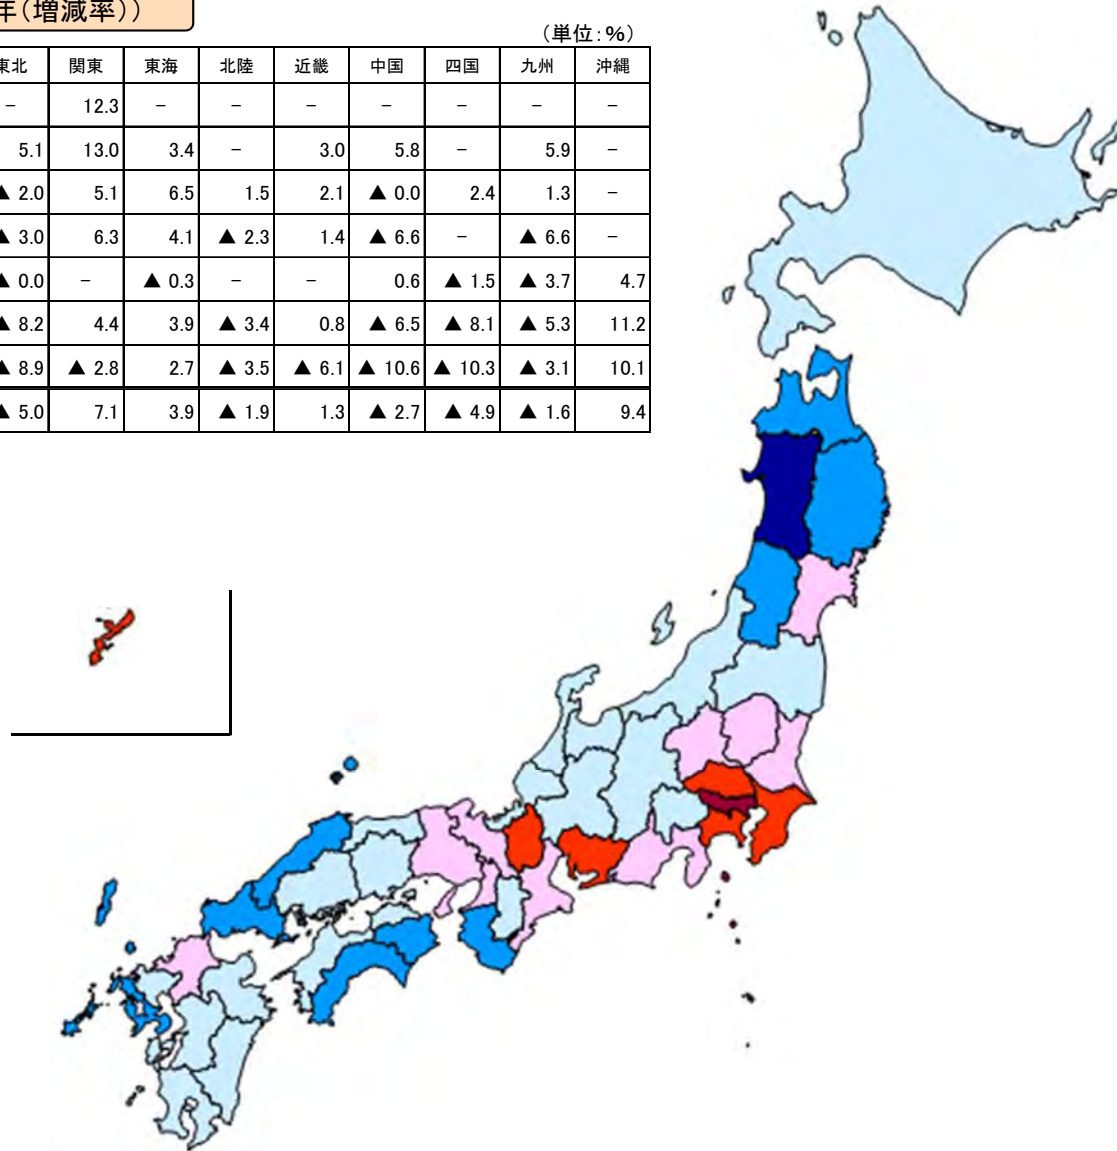 年(増減率))
(単位:%)
東北 関東 東海 北陸 近畿 中国 四国 九州 沖縄
− 12.3 − − − − − − −
5.1 13.0 3.4 − 3.0 5.8 − 5.9 −
▲ 2.0 5.1 6.5 1.5 2.1 ▲ 0.0 2.4 1.3 −
▲ 3.0 6.3 4.1 ▲ 2.3 1.4 ▲ 6.6 − ▲ 6.6 −
▲ 0.0 − ▲ 0.3 − − 0.6 ▲ 1.5 ▲ 3.7 4.7
▲ 8.2 4.4 3.9 ▲ 3.4 0.8 ▲ 6.5 ▲ 8.1 ▲ 5.3 11.2
▲ 8.9 ▲ 2.8 2.7 ▲ 3.5 ▲ 6.1 ▲ 10.6 ▲ 10.3 ▲ 3.1 10.1
▲ 5.0 7.1 3.9 ▲ 1.9 1.3 ▲ 2.7 ▲ 4.9 ▲ 1.6 9.4